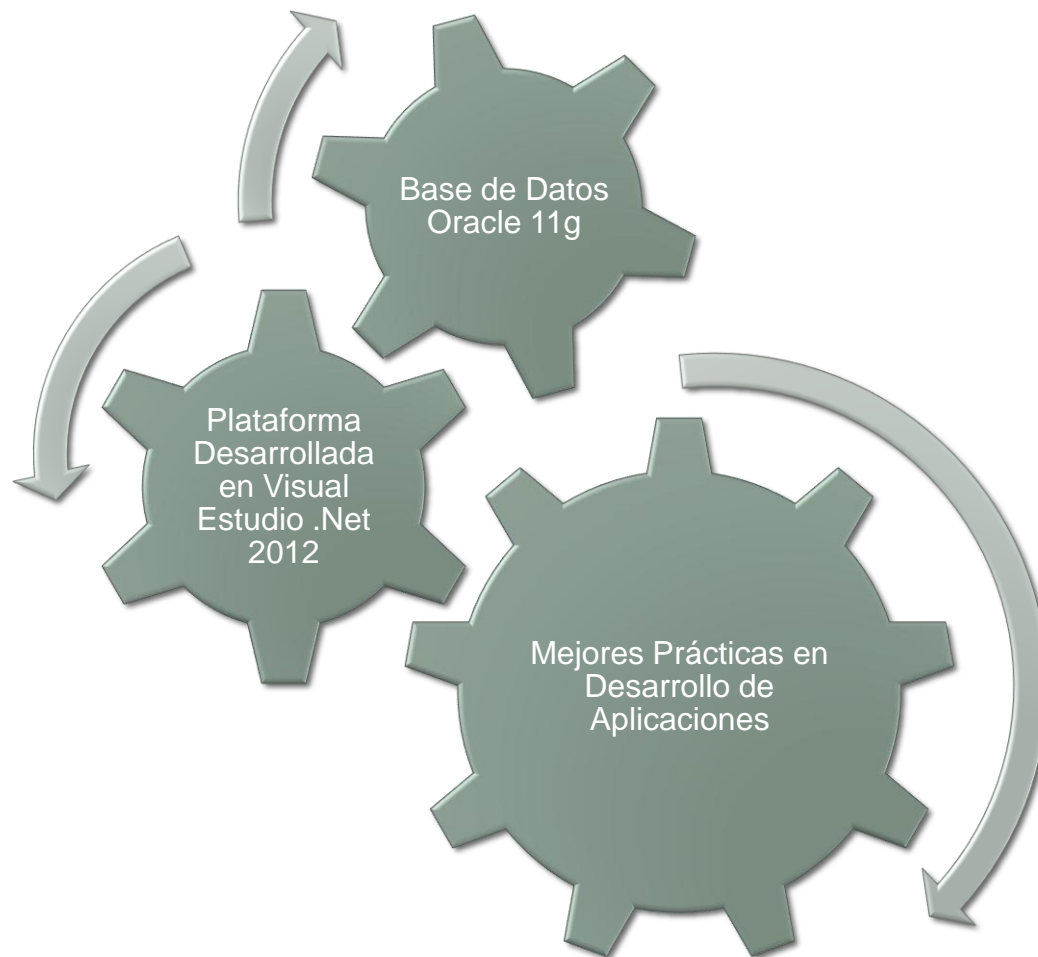 Base de Datos
Oracle 11g
Plataforma
Desarrollada
en Visual
Estudio .Net
2012
Mejores Prácticas en
Desarrollo de
Aplicaciones